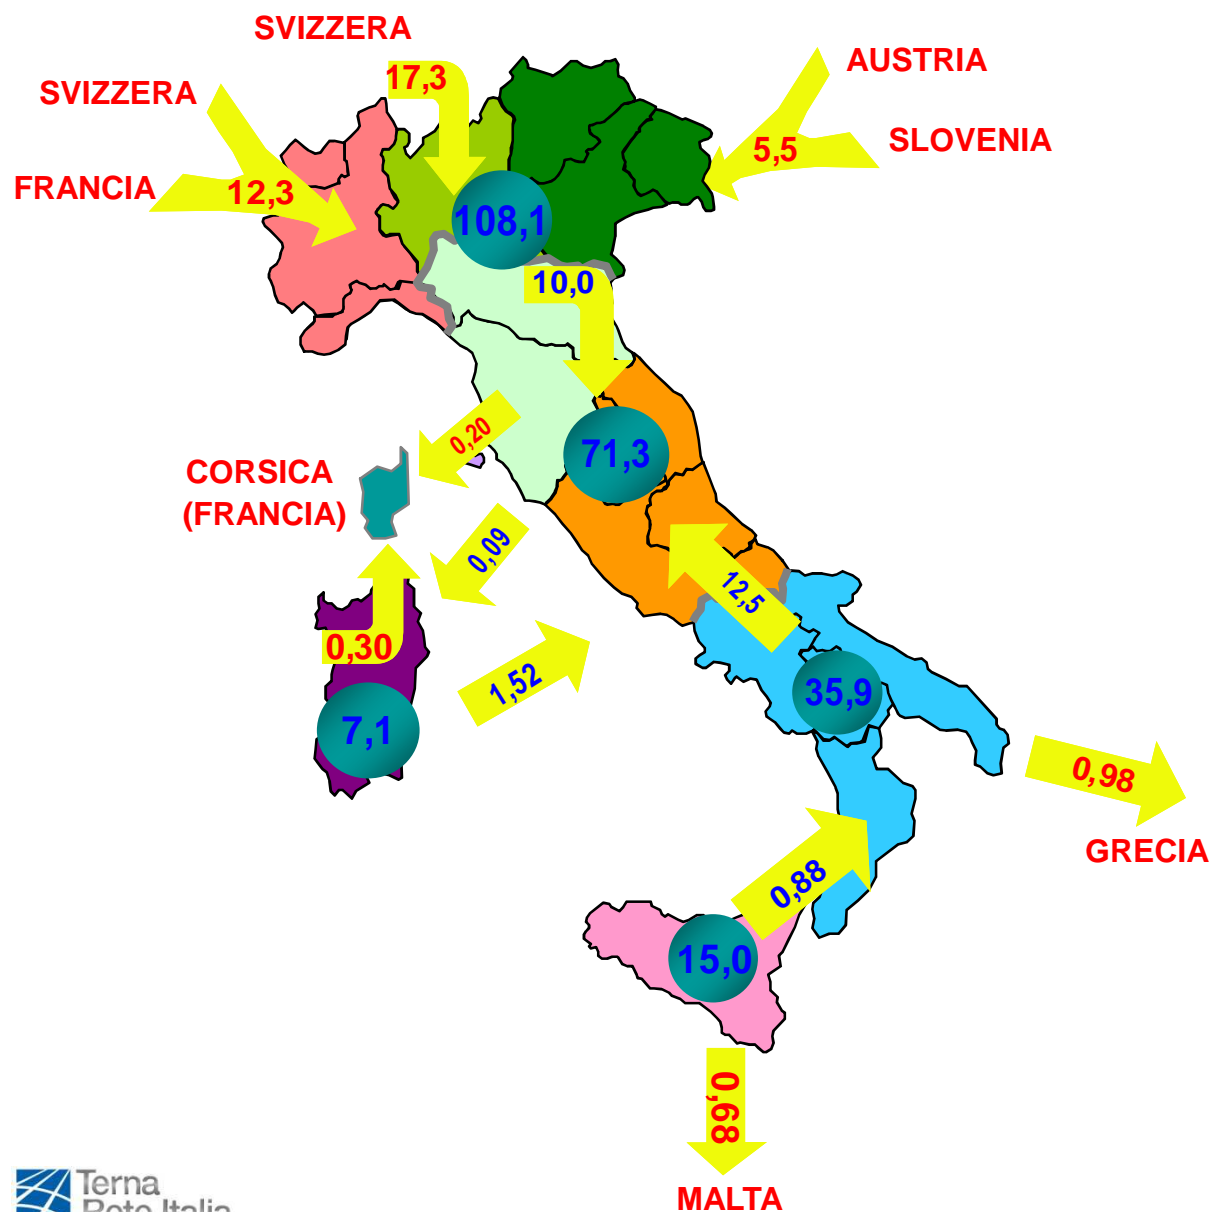 SVIZZERA
17,3
AUSTRIA
SVIZZERA
5,5
SLOVENIA
FRANCIA
12,3
108,1
10,0
0,20
71,3
CORSICA
(FRANCIA)
0,09
12,5
0,30
1,52
35,9
7,1
0,98
GRECIA
0,88
15,0
0,68
MALTA
Terna
Rete Italia